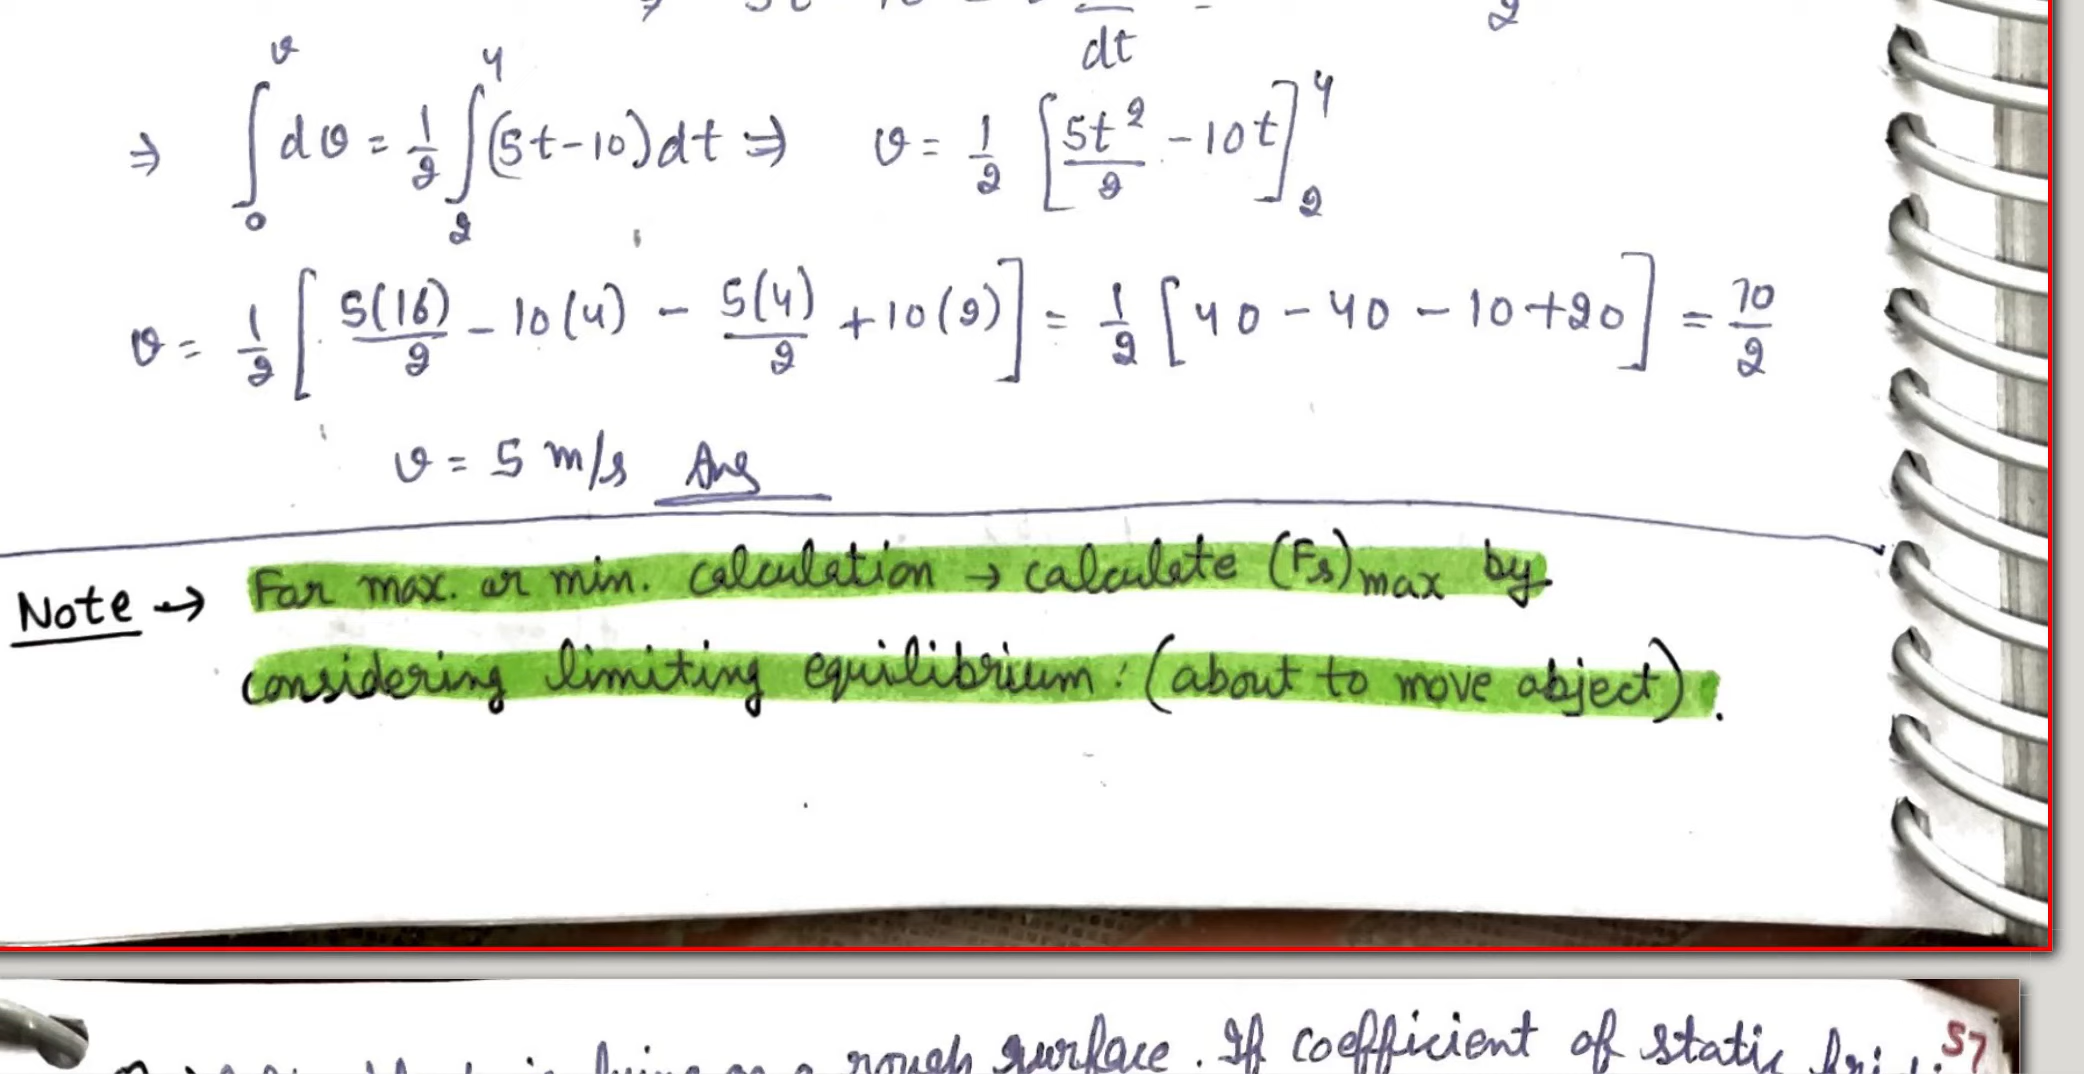 dt
⇒ ∫₀^v dv = 1/2 ∫₂^4 (5t-10)dt ⇒ v = 1/2 [5t²/2 - 10t]₂^4
v = 1/2 [5(16)/2 - 10(4) - 5(4)/2 + 10(2)] = 1/2 [40 - 40 - 10 + 20] = 10/2
v = 5 m/s Ans
Note → For max. or min. calculation → calculate (Fs)max by
considering limiting equilibrium : (about to move object).
57
rough surface. If coefficient of static